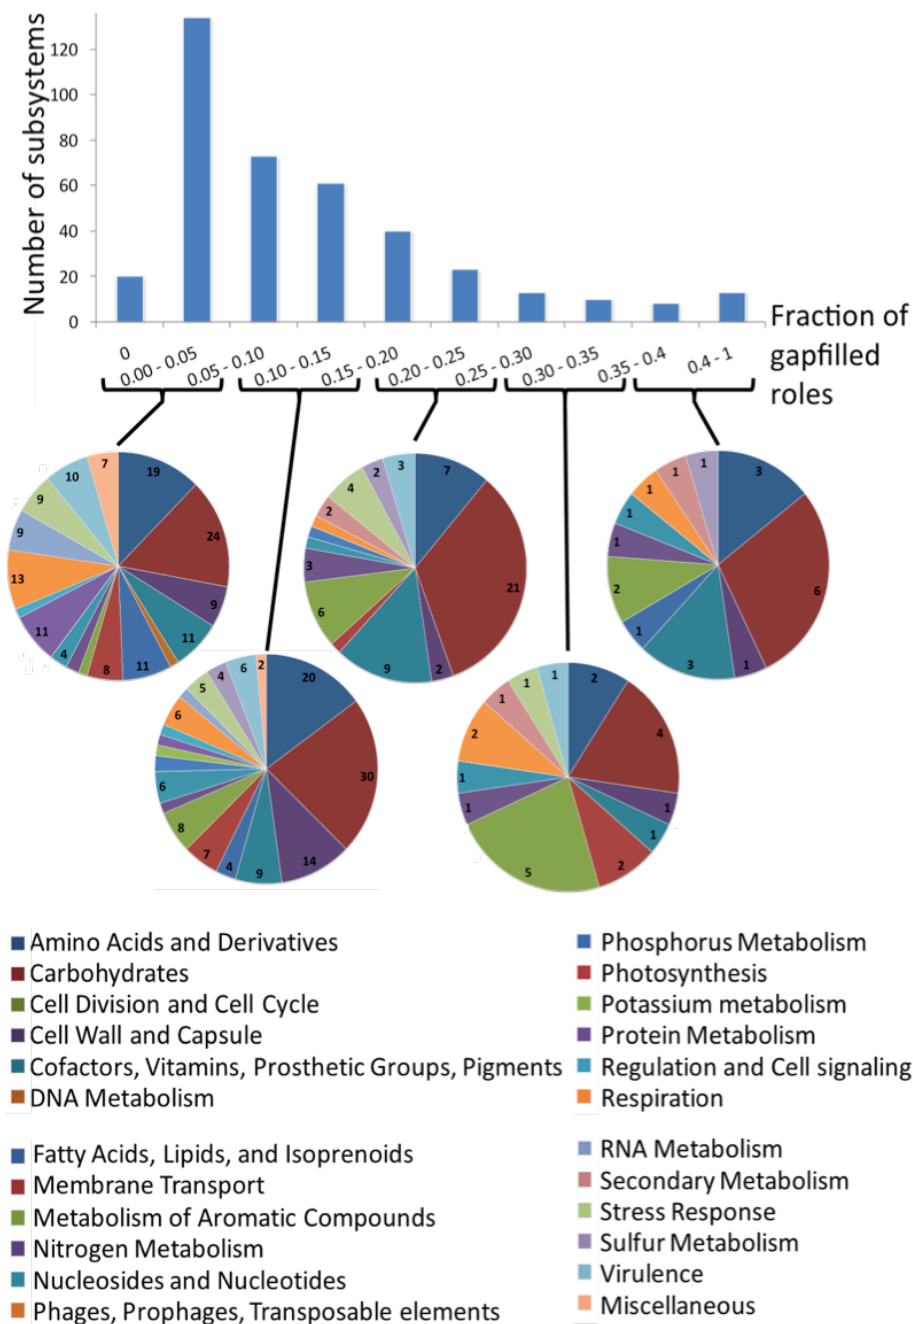 Number of subsystems
120
100
80
60
40
20
0
0
0.00 - 0.05
0.05 - 0.10
0.10 - 0.15
0.15 - 0.20
0.20 - 0.25
0.25 - 0.30
0.30 - 0.35
0.35 - 0.4
0.4 - 1
Fraction of
gapfilled
roles
19
24
9
11
11
8
4
11
13
9
9
10
7
7
21
2
9
6
3
2
4
2
3
3
6
1
3
1
2
1
1
1
1
1
20
30
14
9
4
7
8
6
6
5
4
6
2
2
4
1
1
2
5
1
1
2
1
1
1
Amino Acids and Derivatives
Carbohydrates
Cell Division and Cell Cycle
Cell Wall and Capsule
Cofactors, Vitamins, Prosthetic Groups, Pigments
DNA Metabolism
Fatty Acids, Lipids, and Isoprenoids
Membrane Transport
Metabolism of Aromatic Compounds
Nitrogen Metabolism
Nucleosides and Nucleotides
Phages, Prophages, Transposable elements
Phosphorus Metabolism
Photosynthesis
Potassium metabolism
Protein Metabolism
Regulation and Cell signaling
Respiration
RNA Metabolism
Secondary Metabolism
Stress Response
Sulfur Metabolism
Virulence
Miscellaneous